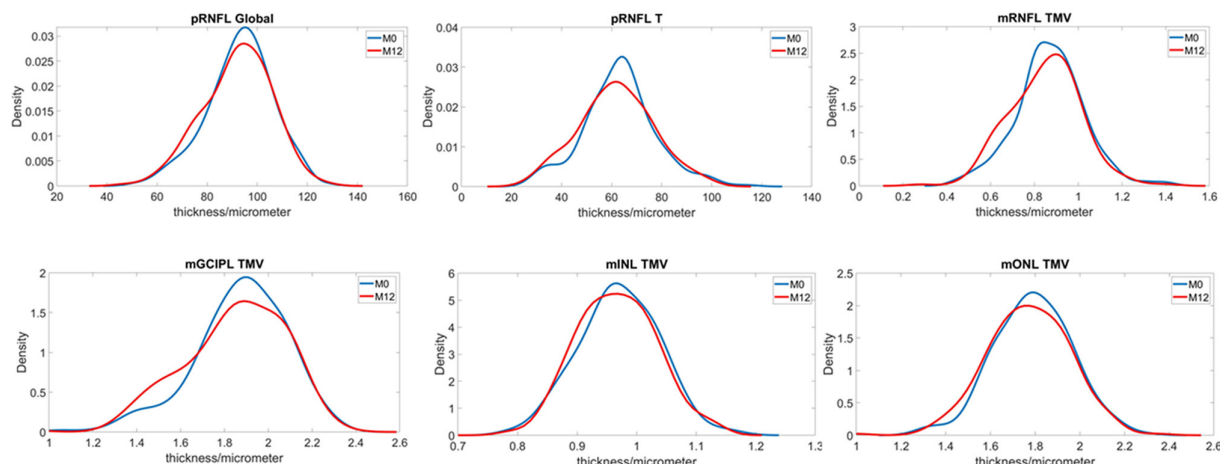 pRNFL Global
0.03
0.025
0.02
0.015
0.01
0.005
0
Density
20 40 60 80 100 120 140 160
thickness/micrometer
M0
M12
pRNFL T
0.04
0.03
0.02
0.01
0
Density
0 20 40 60 80 100 120 140
thickness/micrometer
M0
M12
mRNFL TMV
3
2.5
2
1.5
1
0.5
0
Density
0 0.2 0.4 0.6 0.8 1 1.2 1.4 1.6
thickness/micrometer
M0
M12
mGCIPL TMV
2
1.5
1
0.5
0
Density
1 1.2 1.4 1.6 1.8 2 2.2 2.4 2.6
thickness/micrometer
M0
M12
mINL TMV
6
5
4
3
2
1
0
Density
0.7 0.8 0.9 1 1.1 1.2 1.3
thickness/micrometer
M0
M12
mONL TMV
2.5
2
1.5
1
0.5
0
Density
1 1.2 1.4 1.6 1.8 2 2.2 2.4 2.6
thickness/micrometer
M0
M12